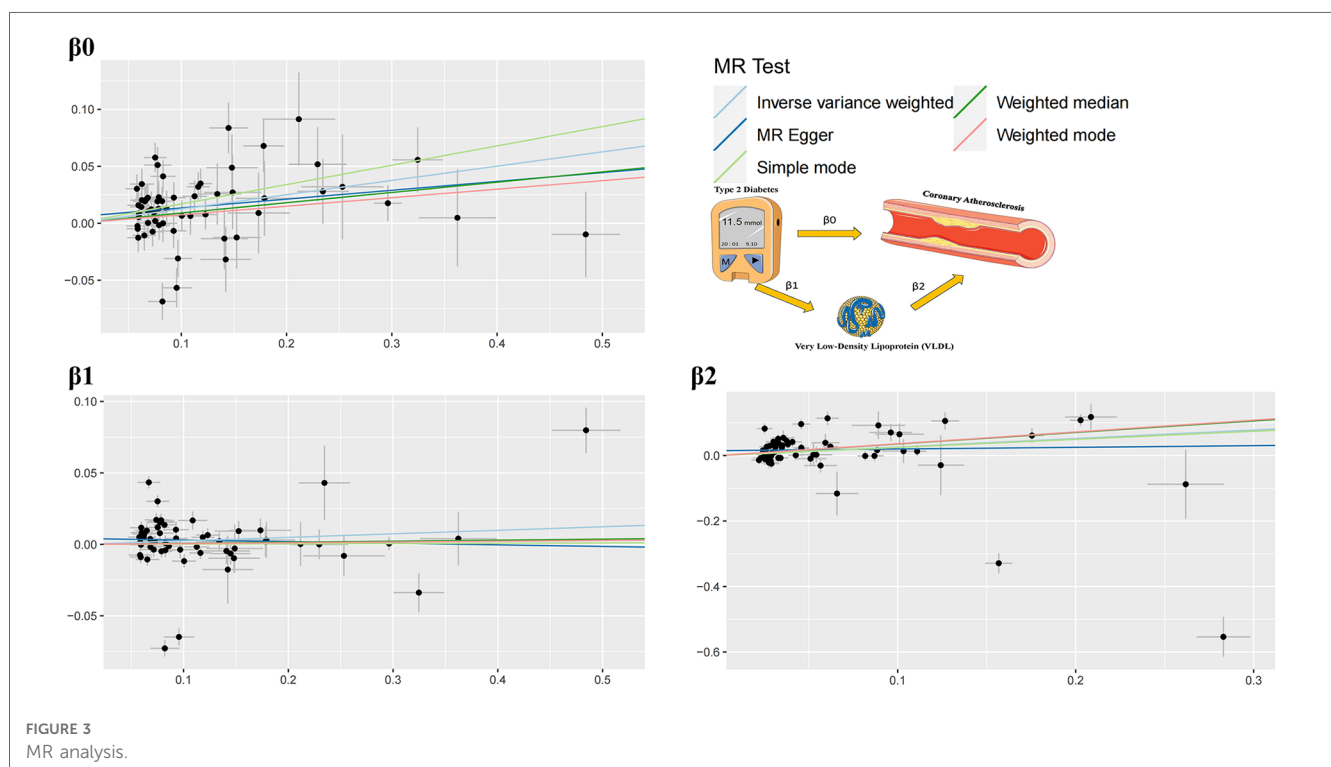 β0
0.10
0.05
0.00
−0.05
0.1 0.2 0.3 0.4 0.5
MR Test
Inverse variance weighted
Weighted median
MR Egger
Weighted mode
Simple mode
Type 2 Diabetes
Coronary Atherosclerosis
11.5 mmol
20 : 01 9.10
M
β0
β1
β2
Very Low-Density Lipoprotein (VLDL)
β1
0.10
0.05
0.00
−0.05
0.1 0.2 0.3 0.4 0.5
β2
0.0
−0.2
−0.4
−0.6
0.1 0.2 0.3
FIGURE 3
MR analysis.